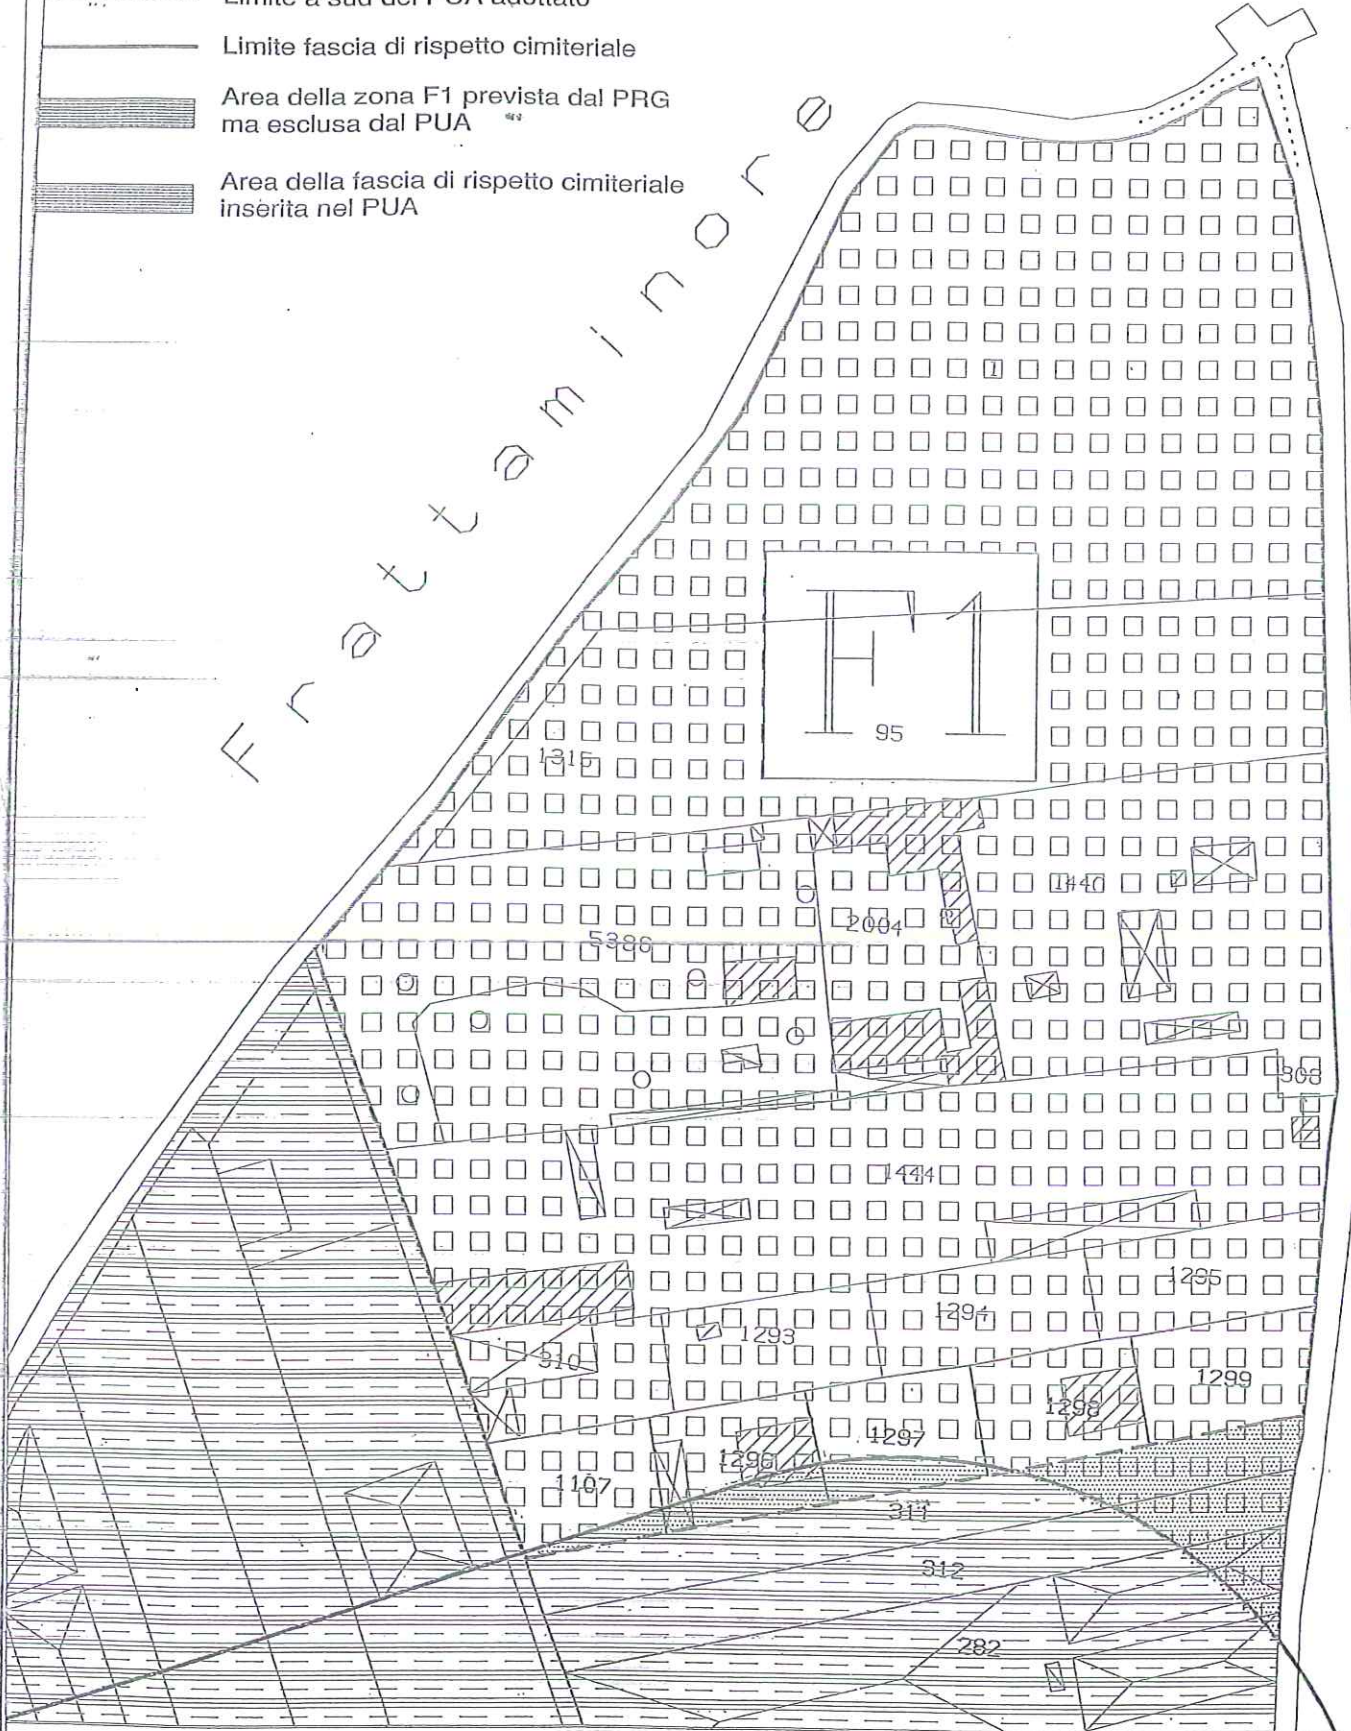 Limite a sud del PUA adottato
Limite fascia di rispetto cimiteriale
Area della zona F1 prevista dal PRG
ma esclusa dal PUA
Area della fascia di rispetto cimiteriale
inserita nel PUA
Frattaminore
1
F1
95
1315
1440
2004
5386
308
1444
1295
1294
1293
310
1299
1298
1297
1296
1107
311
312
282